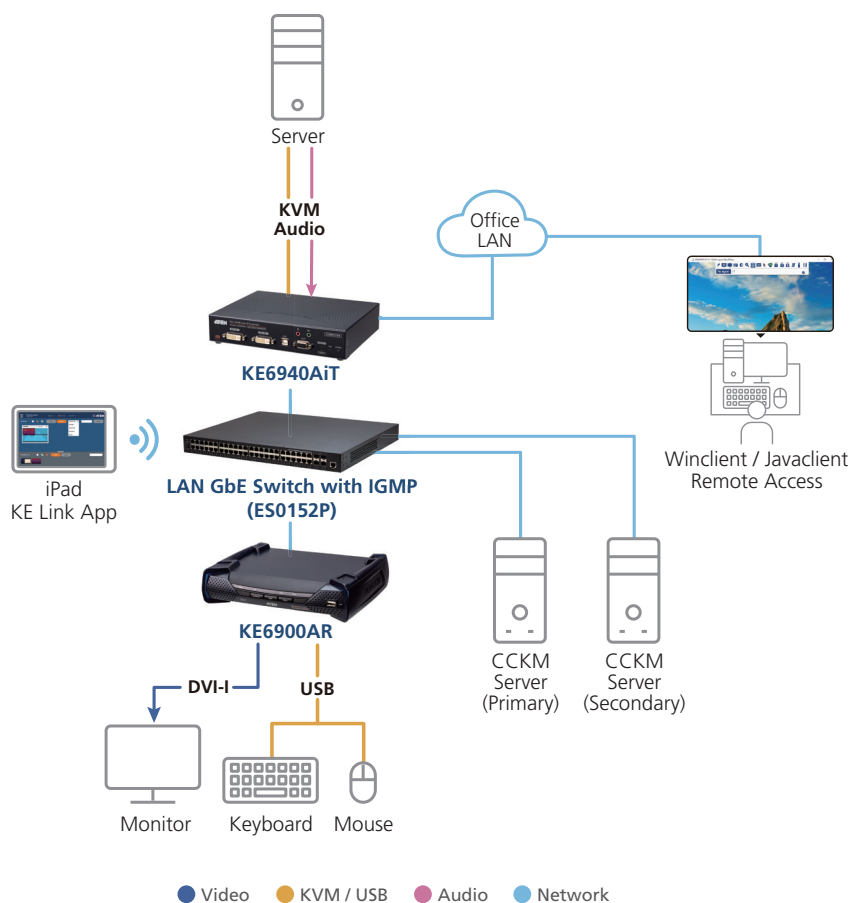 Server
KVM
Audio
Office
LAN
KE6940AiT
iPad
KE Link App
LAN GbE Switch with IGMP
(ES0152P)
Winclient / Javaclient
Remote Access
KE6900AR
DVI-I
USB
CCKM
Server
(Primary)
CCKM
Server
(Secondary)
Monitor
Keyboard
Mouse
Video
KVM / USB
Audio
Network